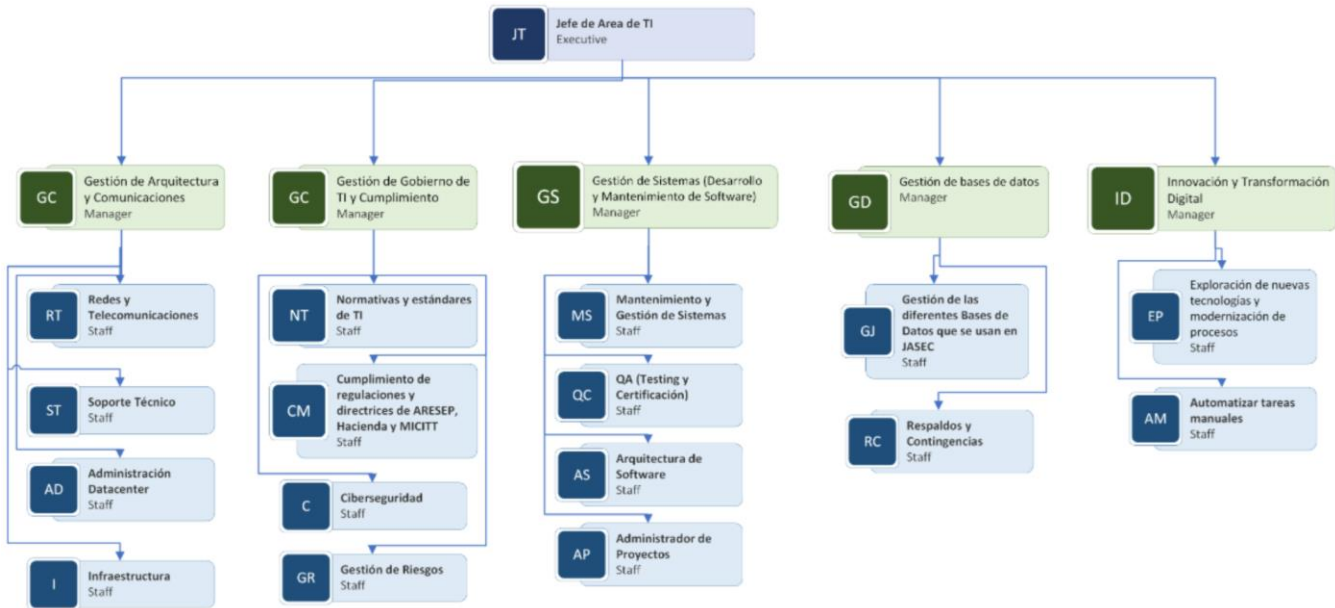 JT
Jefe de Area de TI
Executive
GC
Gestión de Arquitectura
y Comunicaciones
Manager
GC
Gestión de Gobierno de
TI y Cumplimiento
Manager
GS
Gestión de Sistemas (Desarrollo
y Mantenimiento de Software)
Manager
GD
Gestión de bases de datos
Manager
ID
Innovación y Transformación
Digital
Manager
RT
Redes y
Telecomunicaciones
Staff
ST
Soporte Técnico
Staff
AD
Administración
Datacenter
Staff
I
Infraestructura
Staff
NT
Normativas y estándares
de TI
Staff
CM
Cumplimiento de
regulaciones y
directrices de ARESEP,
Hacienda y MICITT
Staff
C
Ciberseguridad
Staff
GR
Gestión de Riesgos
Staff
MS
Mantenimiento y
Gestión de Sistemas
Staff
QC
QA (Testing y
Certificación)
Staff
AS
Arquitectura de
Software
Staff
AP
Administrador de
Proyectos
Staff
GJ
Gestión de las
diferentes Bases de
Datos que se usan en
JASEC
Staff
RC
Respaldos y
Contingencias
Staff
EP
Exploración de nuevas
tecnologías y
modernización de
procesos
Staff
AM
Automatizar tareas
manuales
Staff